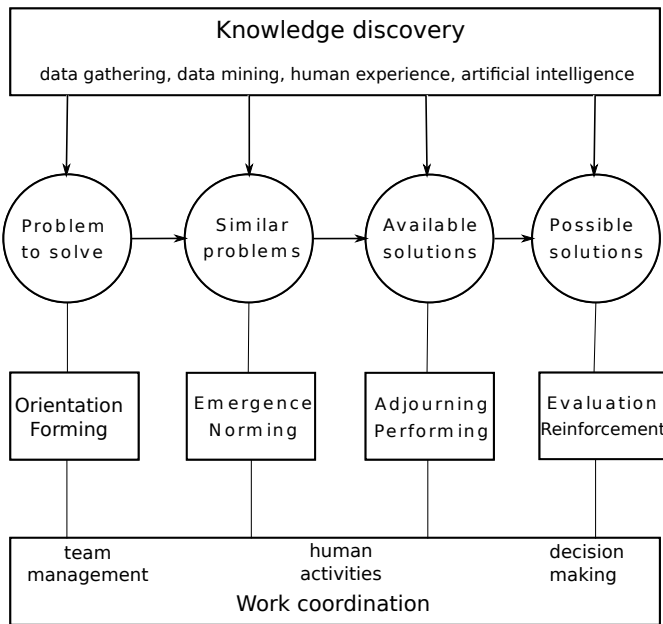 Knowledge discovery
data gathering, data mining, human experience, artificial intelligence
Problem
to solve
Similar
problems
Available
solutions
Possible
solutions
Orientation
Forming
Emergence
Norming
Adjourning
Performing
Evaluation
Reinforcement
team
management
human
activities
decision
making
Work coordination